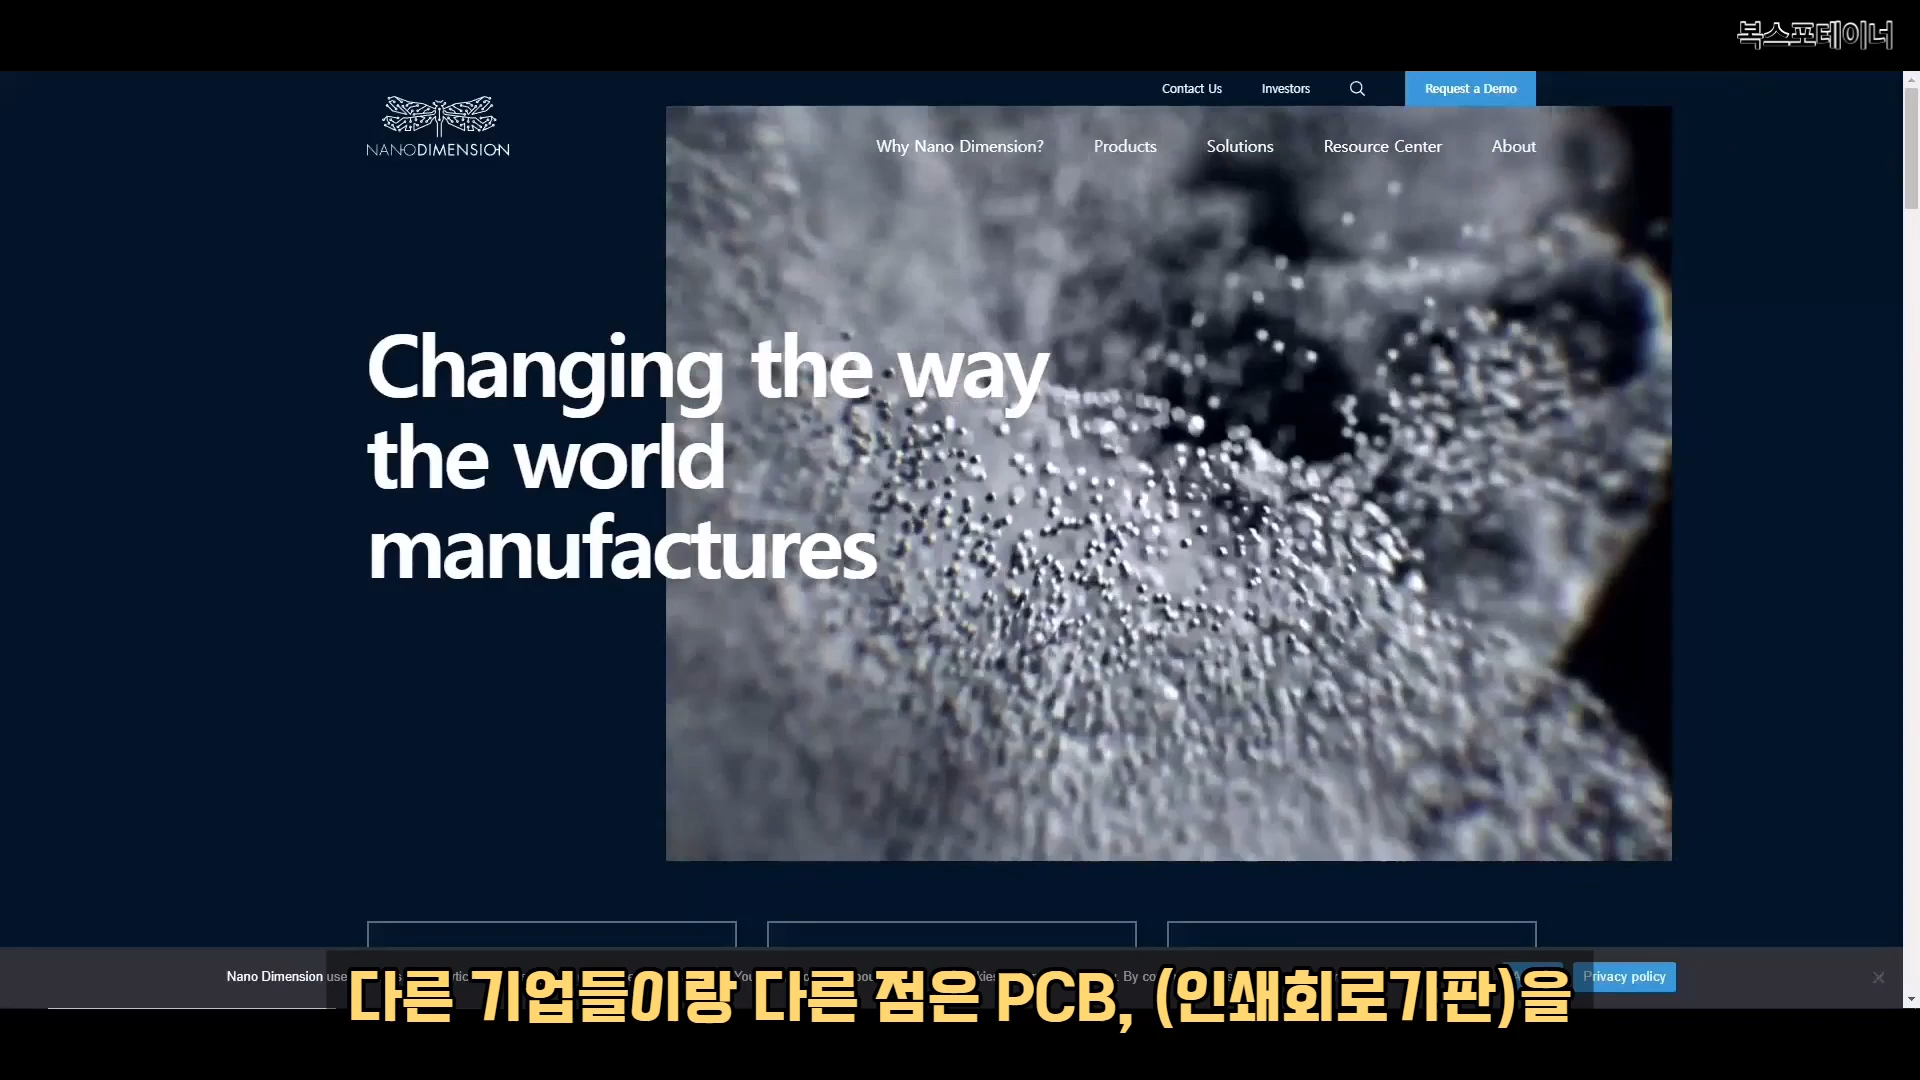 복스포테이너
Contact Us
Investors
Request a Demo
NANODIMENSION
Why Nano Dimension?
Products
Solutions
Resource Center
About
Changing the way
the world
manufactures
Nano Dimension use
By co
Privacy policy
다른 기업들이랑 다른 점은 PCB, (인쇄회로기판)을